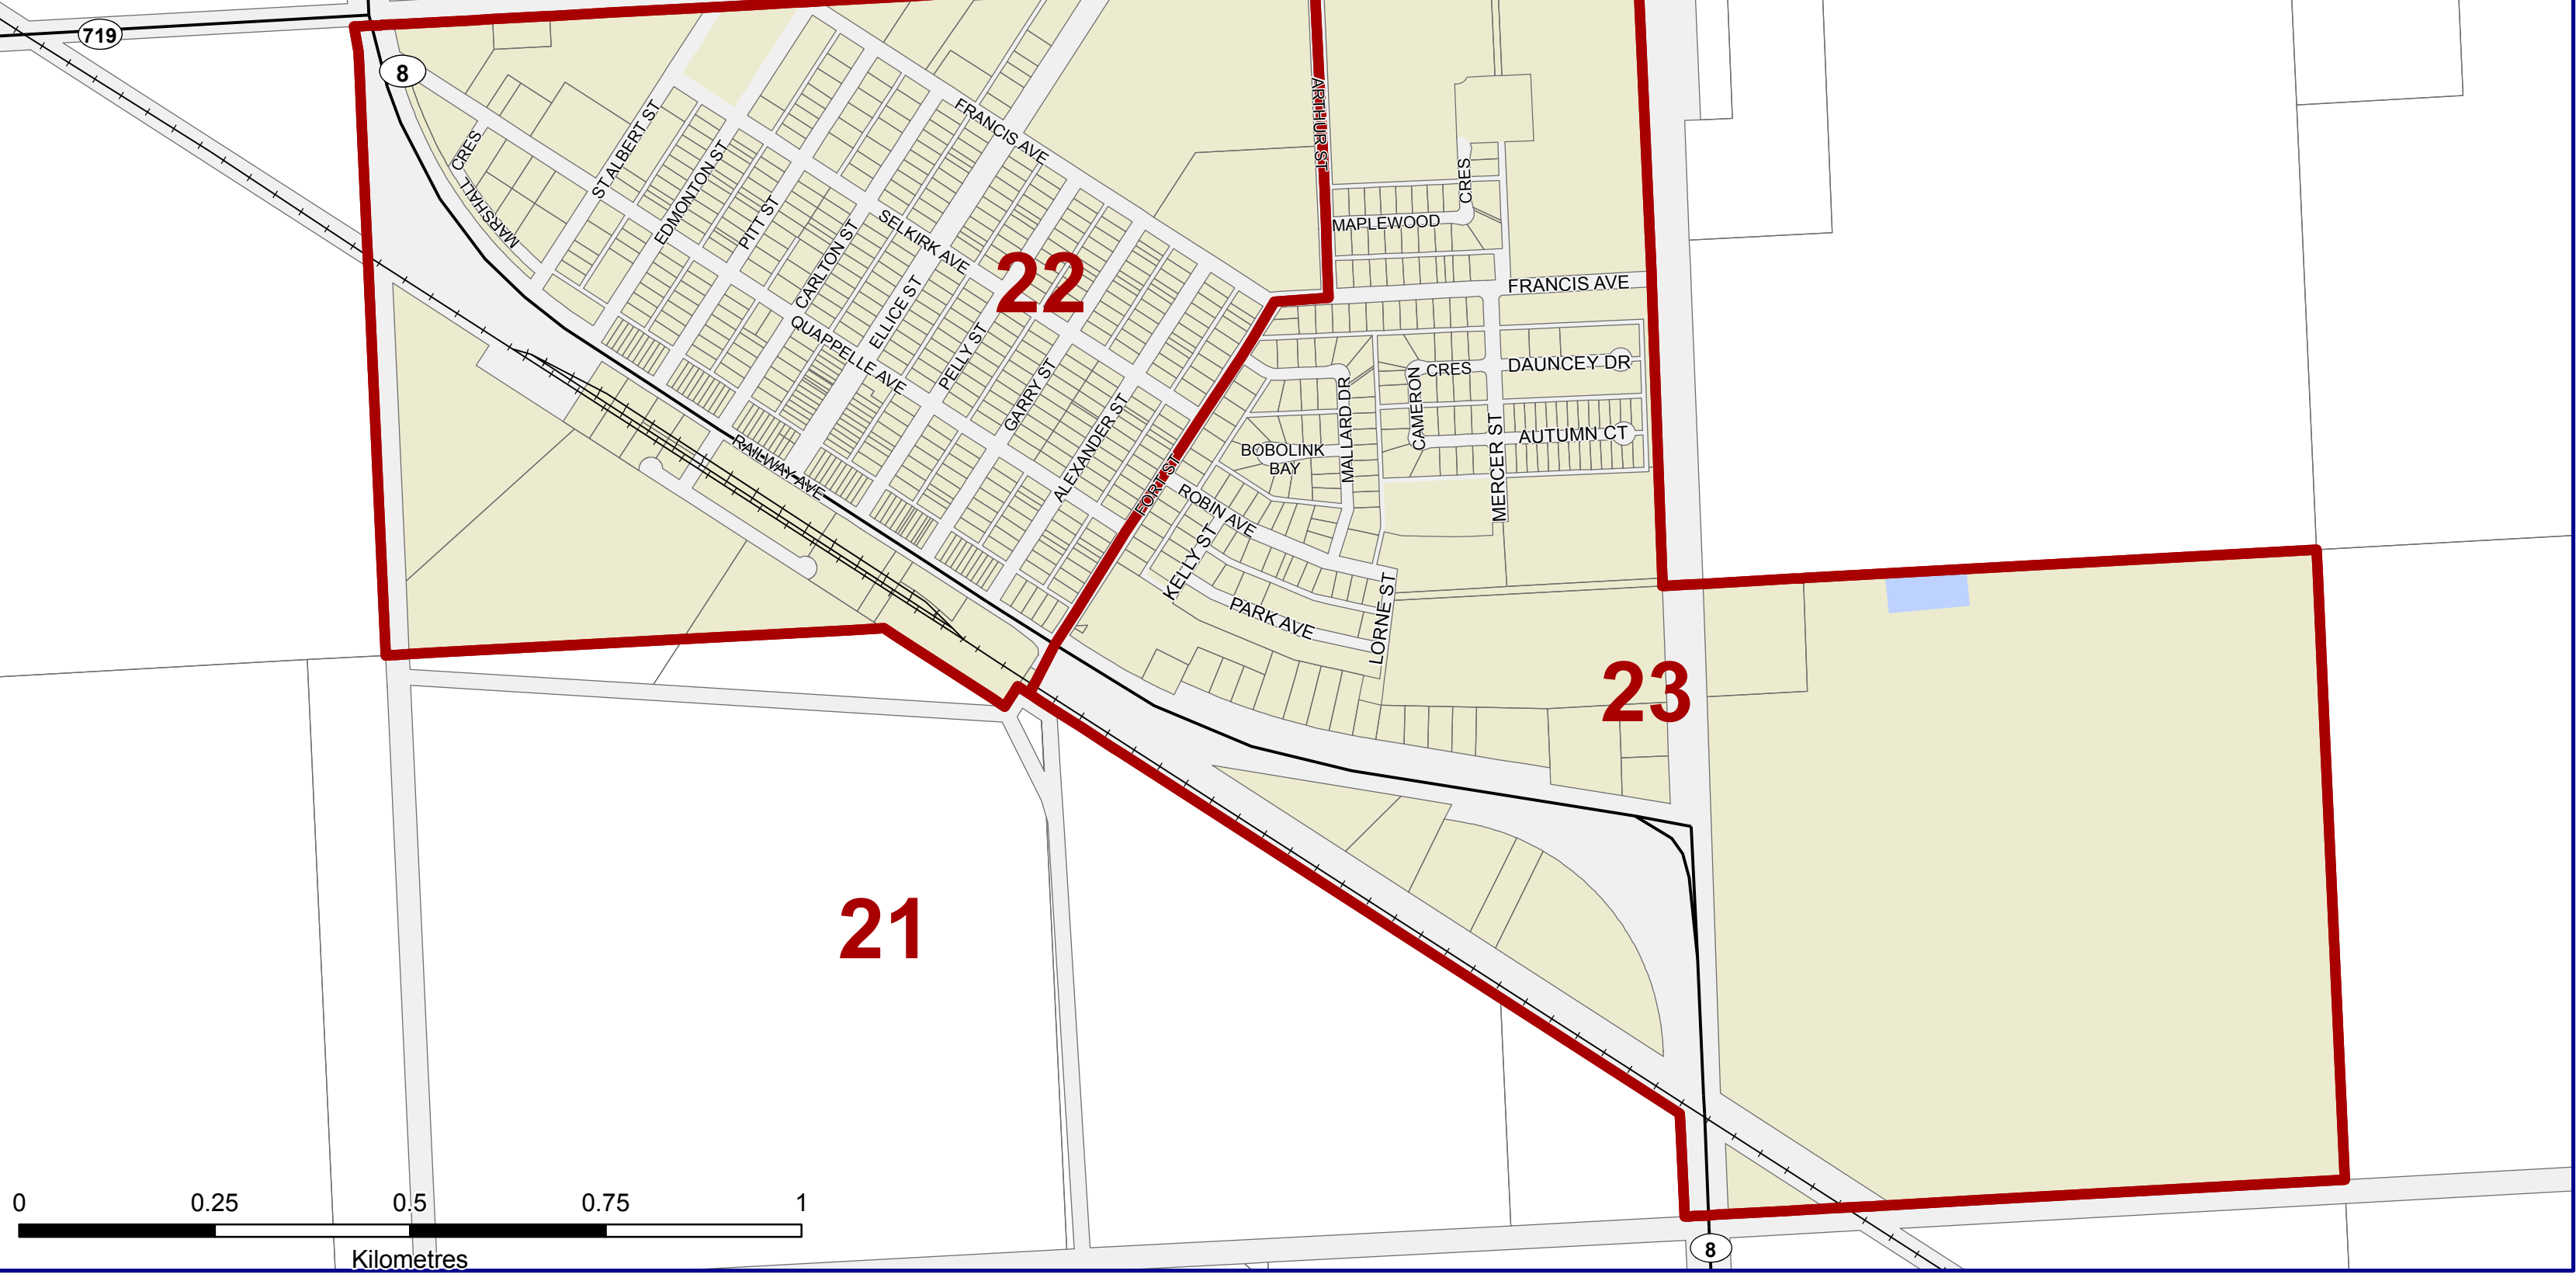 719
8
CRES
MARSHALL
ST ALBERT ST
EDMONTON ST
PITT ST
CARLTON ST
FRANCIS AVE
SELKIRK AVE
22
ELLICE ST
QUAPPELLE AVE
PELLY ST
GARRY ST
ALEXANDER ST
RAILWAY AVE
FORT ST
ARTHUR ST
CRES
MAPLEWOOD
FRANCIS AVE
DAUNCEY DR
CRES
CAMERON
MALLARD DR
MERCER ST
AUTUMN CT
BOBOLINK
BAY
ROBIN AVE
KELLY ST
PARK AVE
LORNE ST
23
21
0 0.25 0.5 0.75 1
Kilometres
8